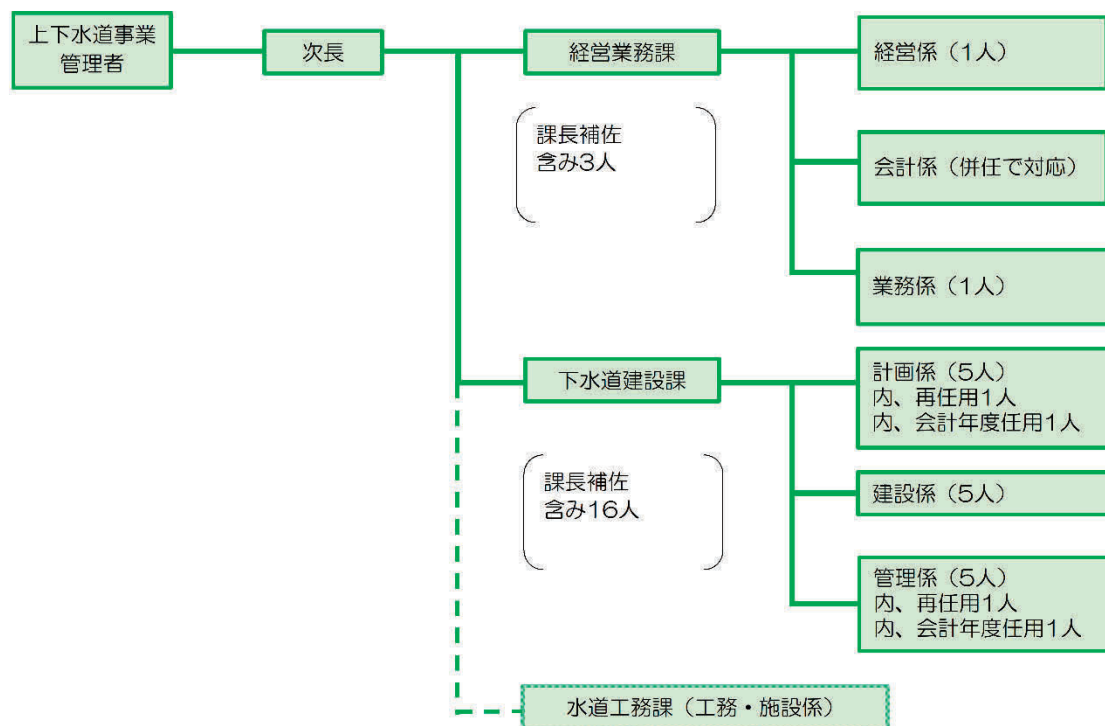 上下水道事業
管理者
次長
経営業務課
課長補佐
含み3人
経営係（1人）
会計係（併任で対応）
業務係（1人）
下水道建設課
課長補佐
含み16人
計画係（5人）
内、再任用1人
内、会計年度任用1人
建設係（5人）
管理係（5人）
内、再任用1人
内、会計年度任用1人
水道工務課（工務・施設係）